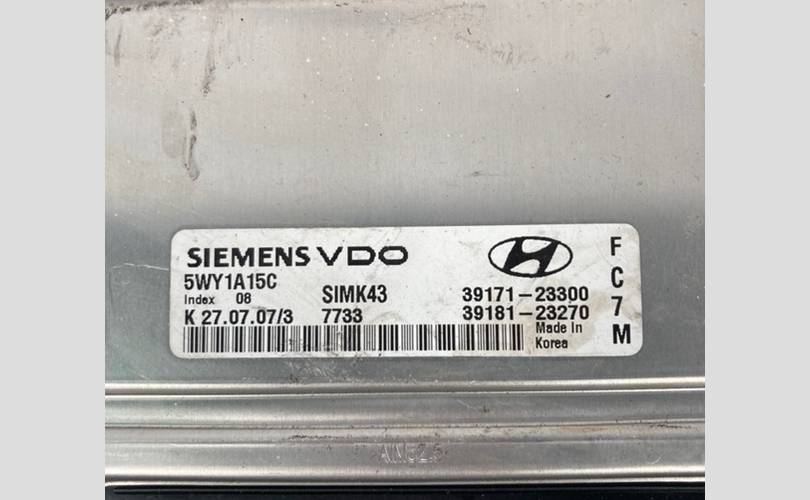 SIEMENS VDO
5WY1A15C
Index 08 SIMK43 39171-23300
K 27.07.07/3 7733 39181-23270
Made In
Korea
F
C
7
M